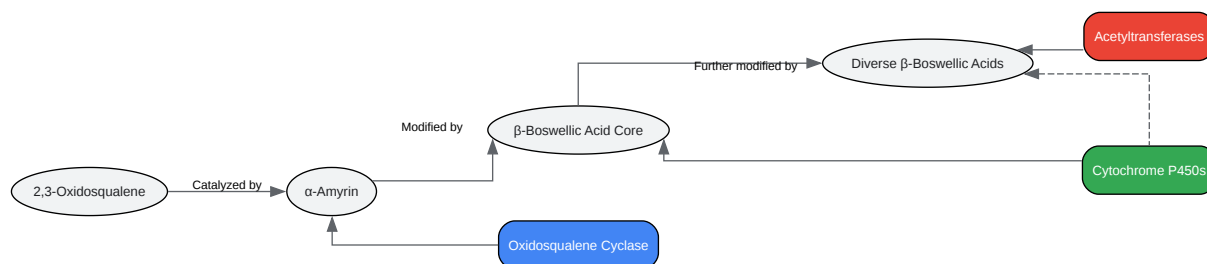 Acetyltransferases
Diverse β-Boswellic Acids
Further modified by
Modified by
β-Boswellic Acid Core
Cytochrome P450s
2,3-Oxidosqualene
Catalyzed by
α-Amyrin
Oxidosqualene Cyclase